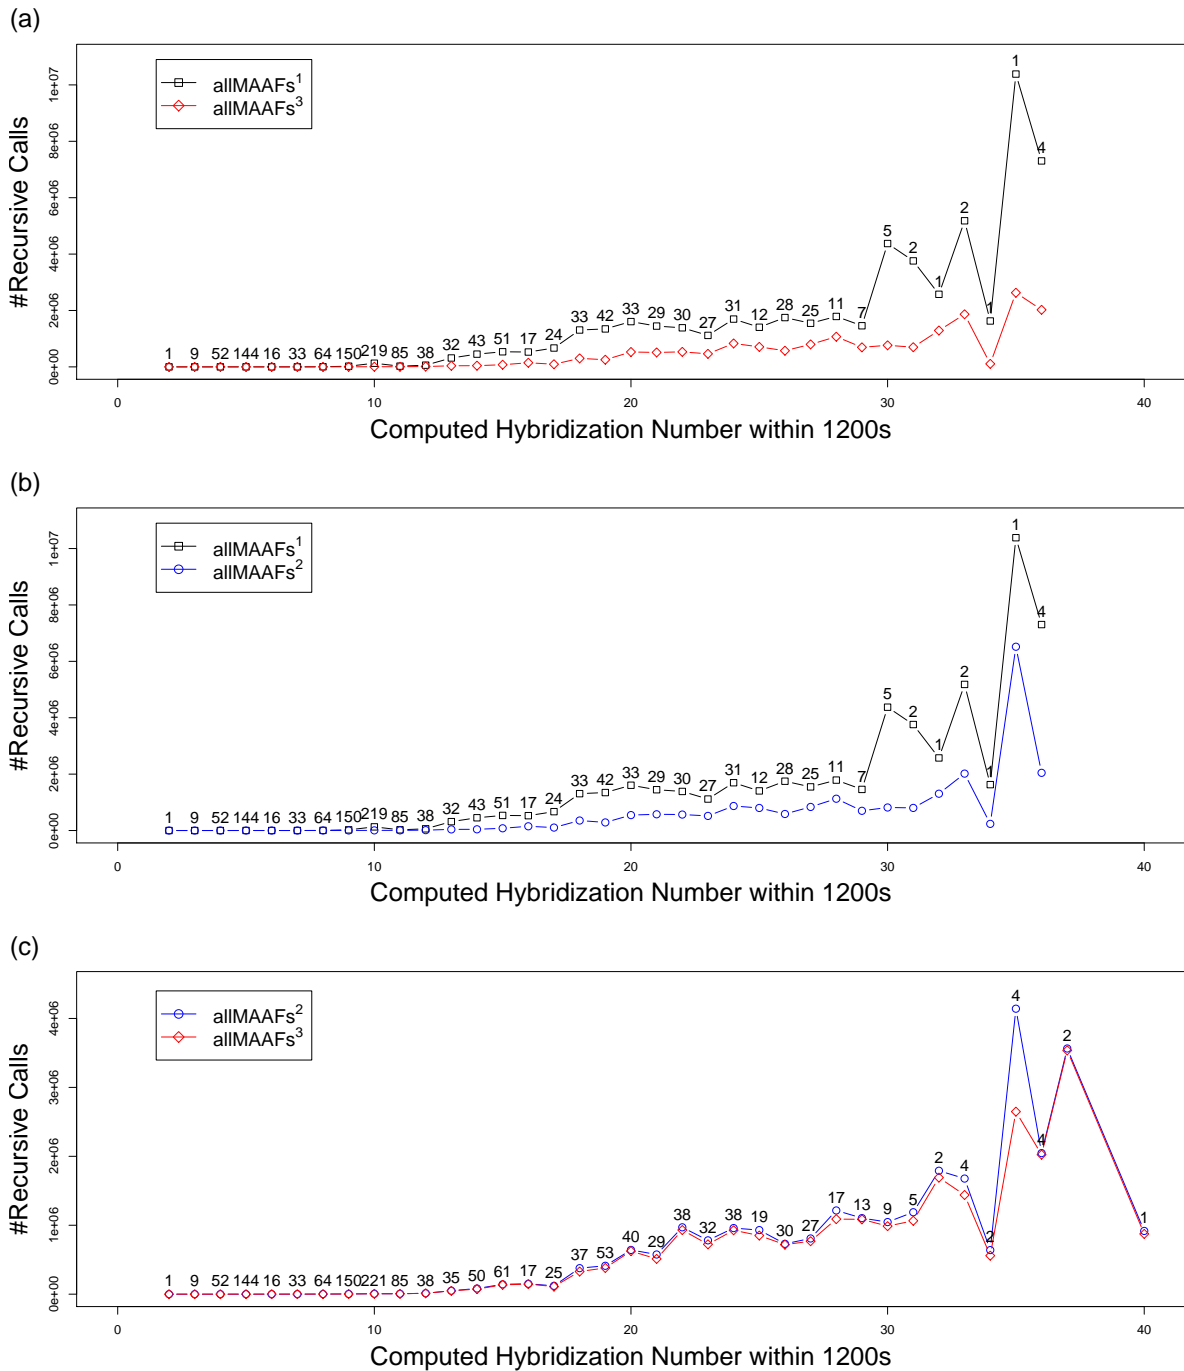 (a)
allMAAFs1
allMAAFs3
#Recursive Calls
0e+00 2e+06 4e+06 6e+06 8e+06 1e+07
1 9 52 144 16 33 64 150 219 85 38 32 43 51 17 24 33 42 33 29 30 27 31 12 28 25 11 7 5 2 1 2 1 1 4
0 10 20 30 40
Computed Hybridization Number within 1200s
(b)
allMAAFs1
allMAAFs2
#Recursive Calls
0e+00 2e+06 4e+06 6e+06 8e+06 1e+07
1 9 52 144 16 33 64 150 219 85 38 32 43 51 17 24 33 42 33 29 30 27 31 12 28 25 11 7 5 2 1 2 1 1 4
0 10 20 30 40
Computed Hybridization Number within 1200s
(c)
allMAAFs2
allMAAFs3
#Recursive Calls
0e+00 1e+06 2e+06 3e+06 4e+06
1 9 52 144 16 33 64 150 221 85 38 35 50 61 17 25 37 53 40 29 38 32 38 19 30 27 17 13 9 5 2 4 2 4 4 2 1
0 10 20 30 40
Computed Hybridization Number within 1200s